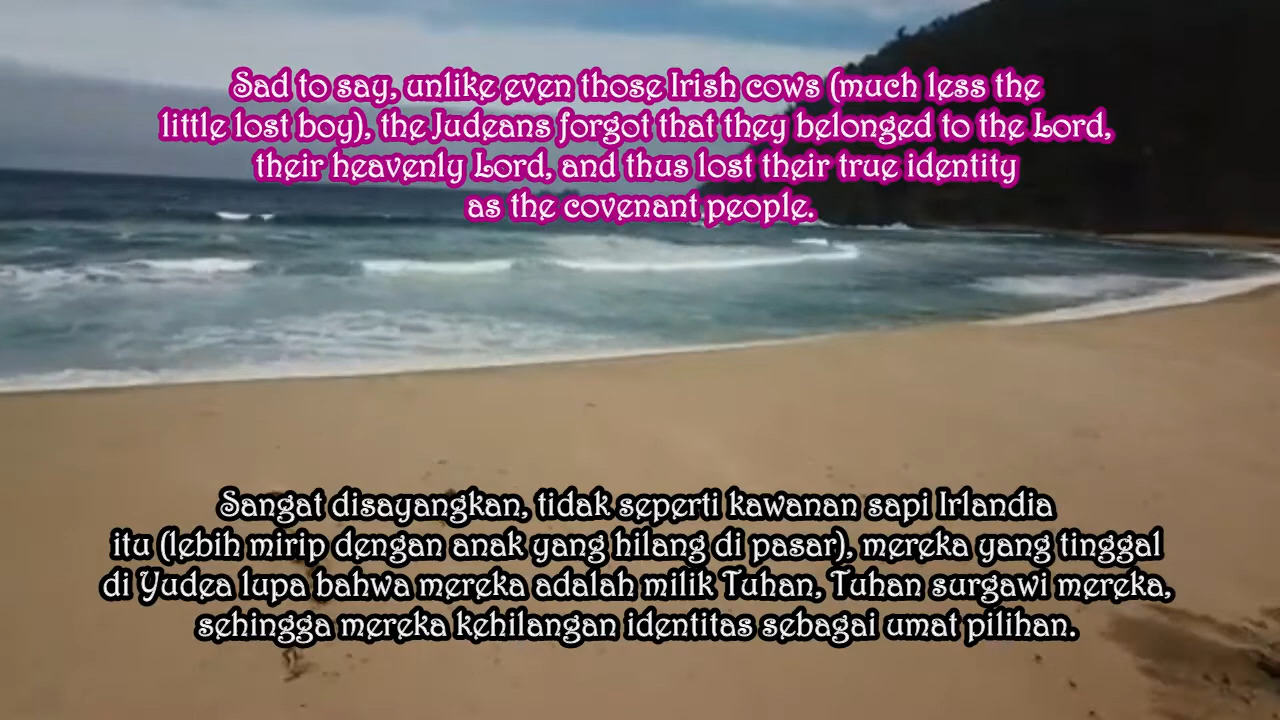 Sad to say, unlike even those Irish cows (much less the
little lost boy), the Judeans forgot that they belonged to the Lord,
their heavenly Lord, and thus lost their true identity
as the covenant people.
Sangat disayangkan, tidak seperti kawanan sapi Irlandia
itu (lebih mirip dengan anak yang hilang di pasar), mereka yang tinggal
di Yudea lupa bahwa mereka adalah milik Tuhan, Tuhan surgawi mereka,
sehingga mereka kehilangan identitas sebagai umat pilihan.